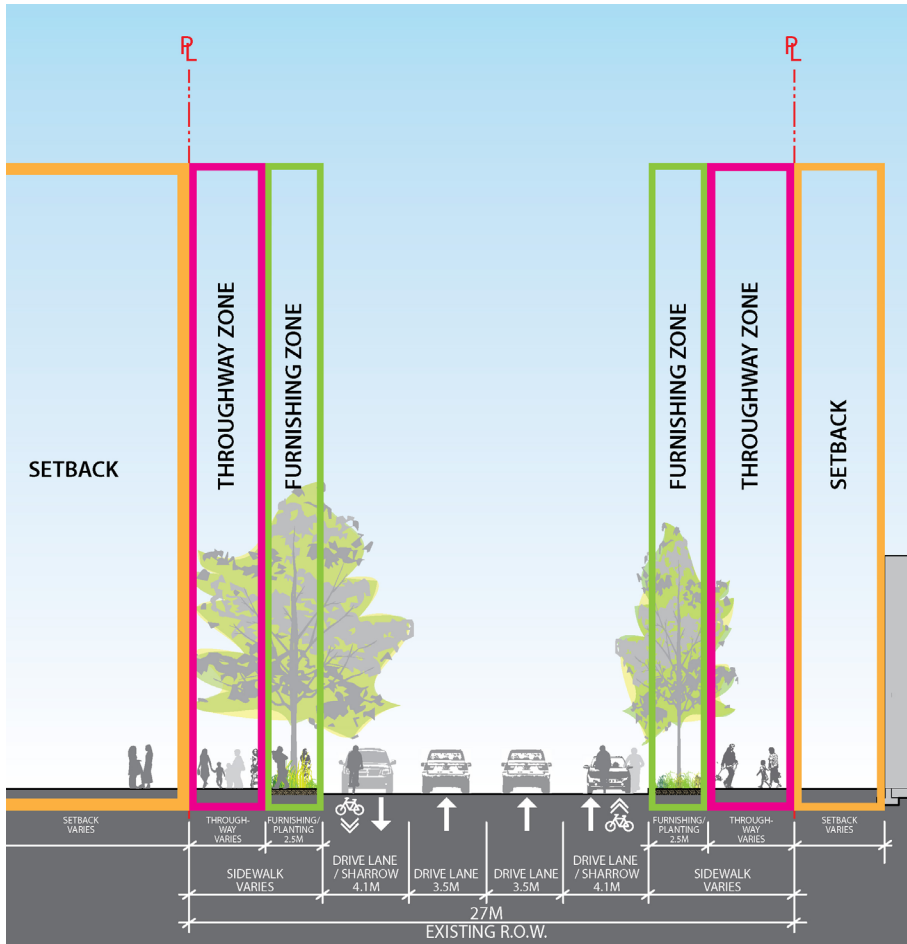 PL
PL
SETBACK
THROUGHWAY ZONE
FURNISHING ZONE
FURNISHING ZONE
THROUGHWAY ZONE
SETBACK
SETBACK
VARIES
THROUGH-
WAY
VARIES
FURNISHING/
PLANTING
2.5M
FURNISHING/
PLANTING
2.5M
THROUGH-
WAY
VARIES
SETBACK
VARIES
SIDEWALK
VARIES
DRIVE LANE
/ SHARROW
4.1M
DRIVE LANE
3.5M
DRIVE LANE
3.5M
DRIVE LANE
/ SHARROW
4.1M
SIDEWALK
VARIES
27M
EXISTING R.O.W.